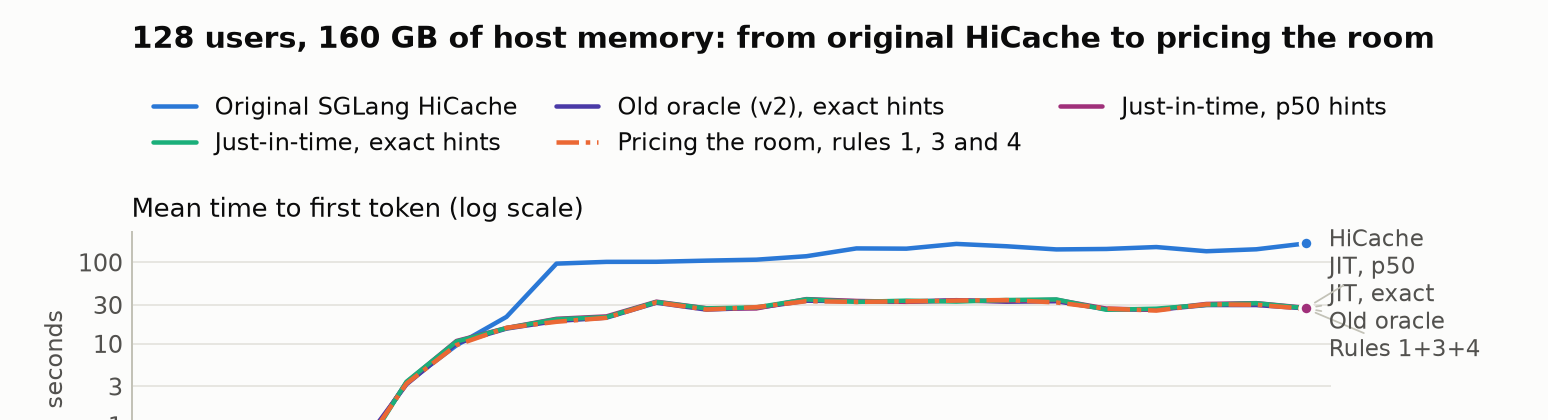 128 users, 160 GB of host memory: from original HiCache to pricing the room
Original SGLang HiCache
Old oracle (v2), exact hints
Just-in-time, p50 hints
Just-in-time, exact hints
Pricing the room, rules 1, 3 and 4
Mean time to first token (log scale)
100
30
10
3
1
seconds
HiCache
JIT, p50
JIT, exact
Old oracle
Rules 1+3+4